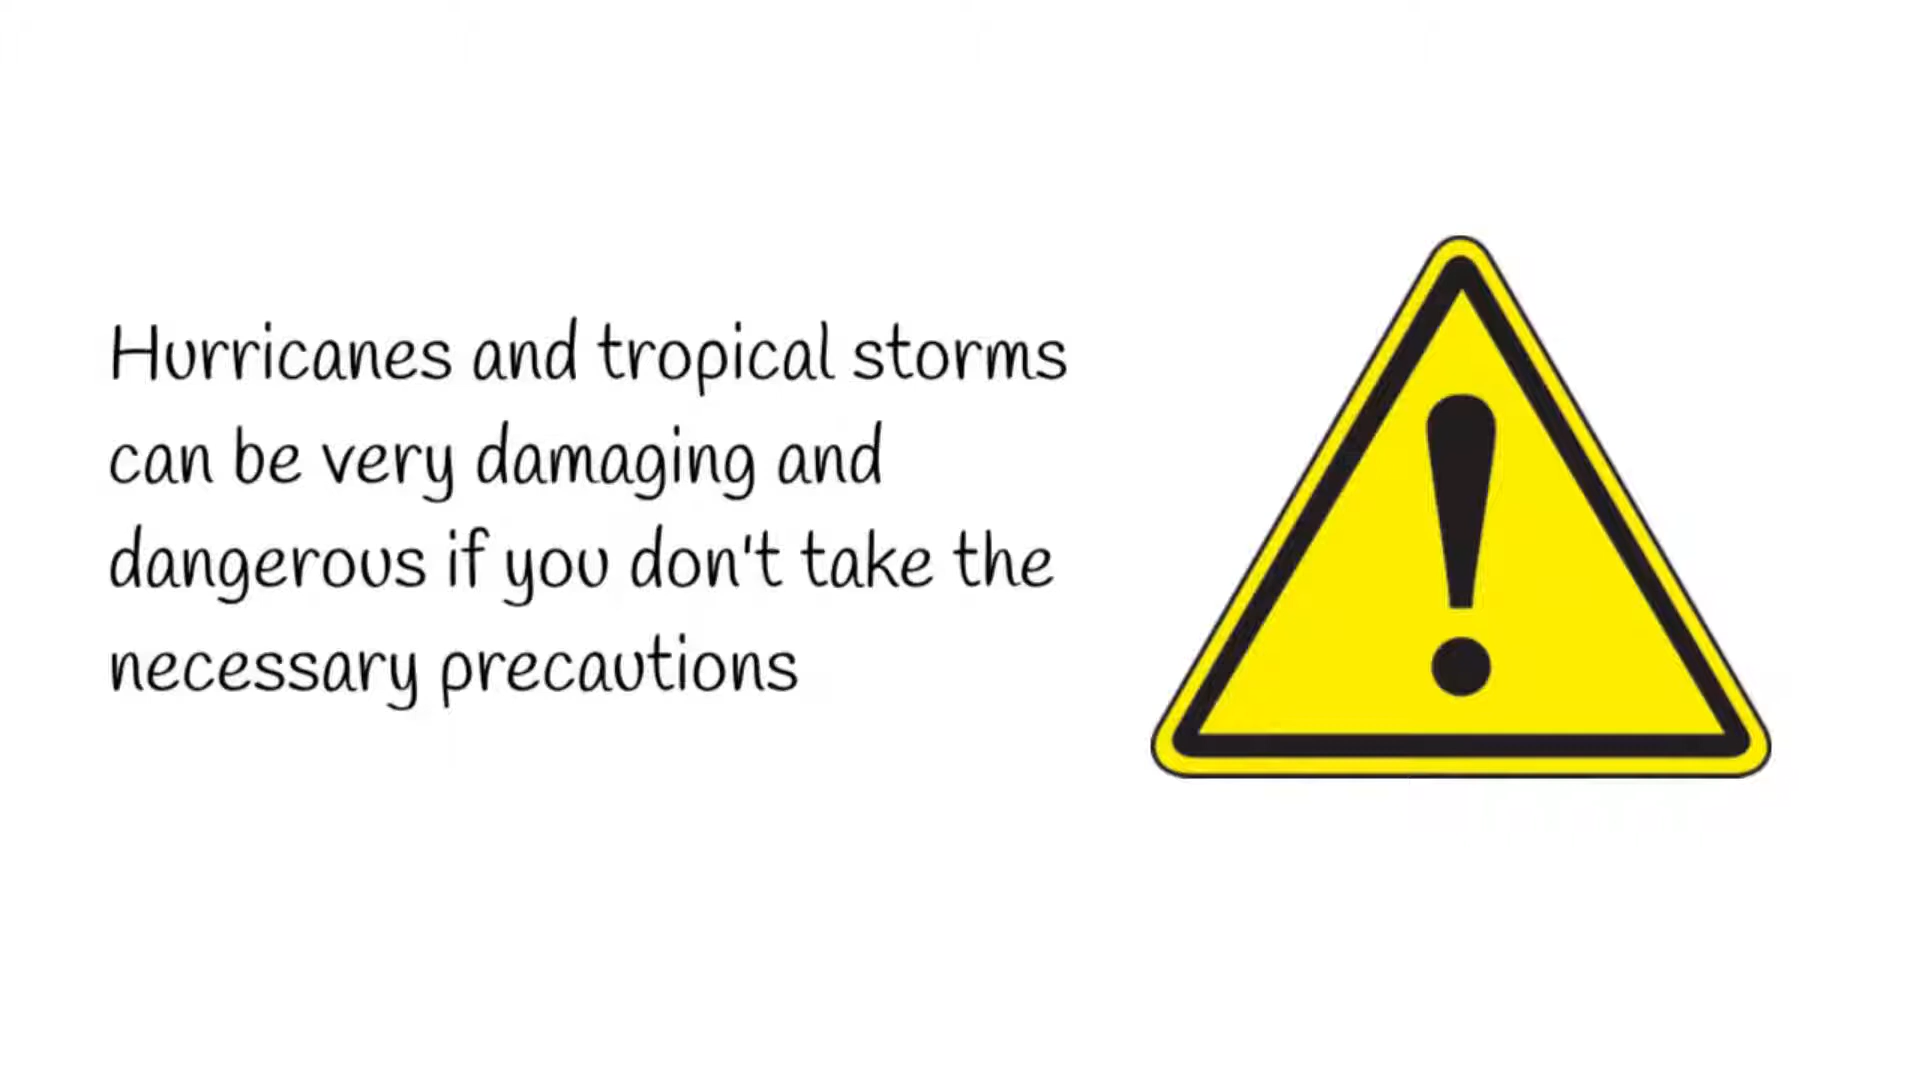 Hurricanes and tropical storms
can be very damaging and
dangerous if you don't take the
necessary precautions
!